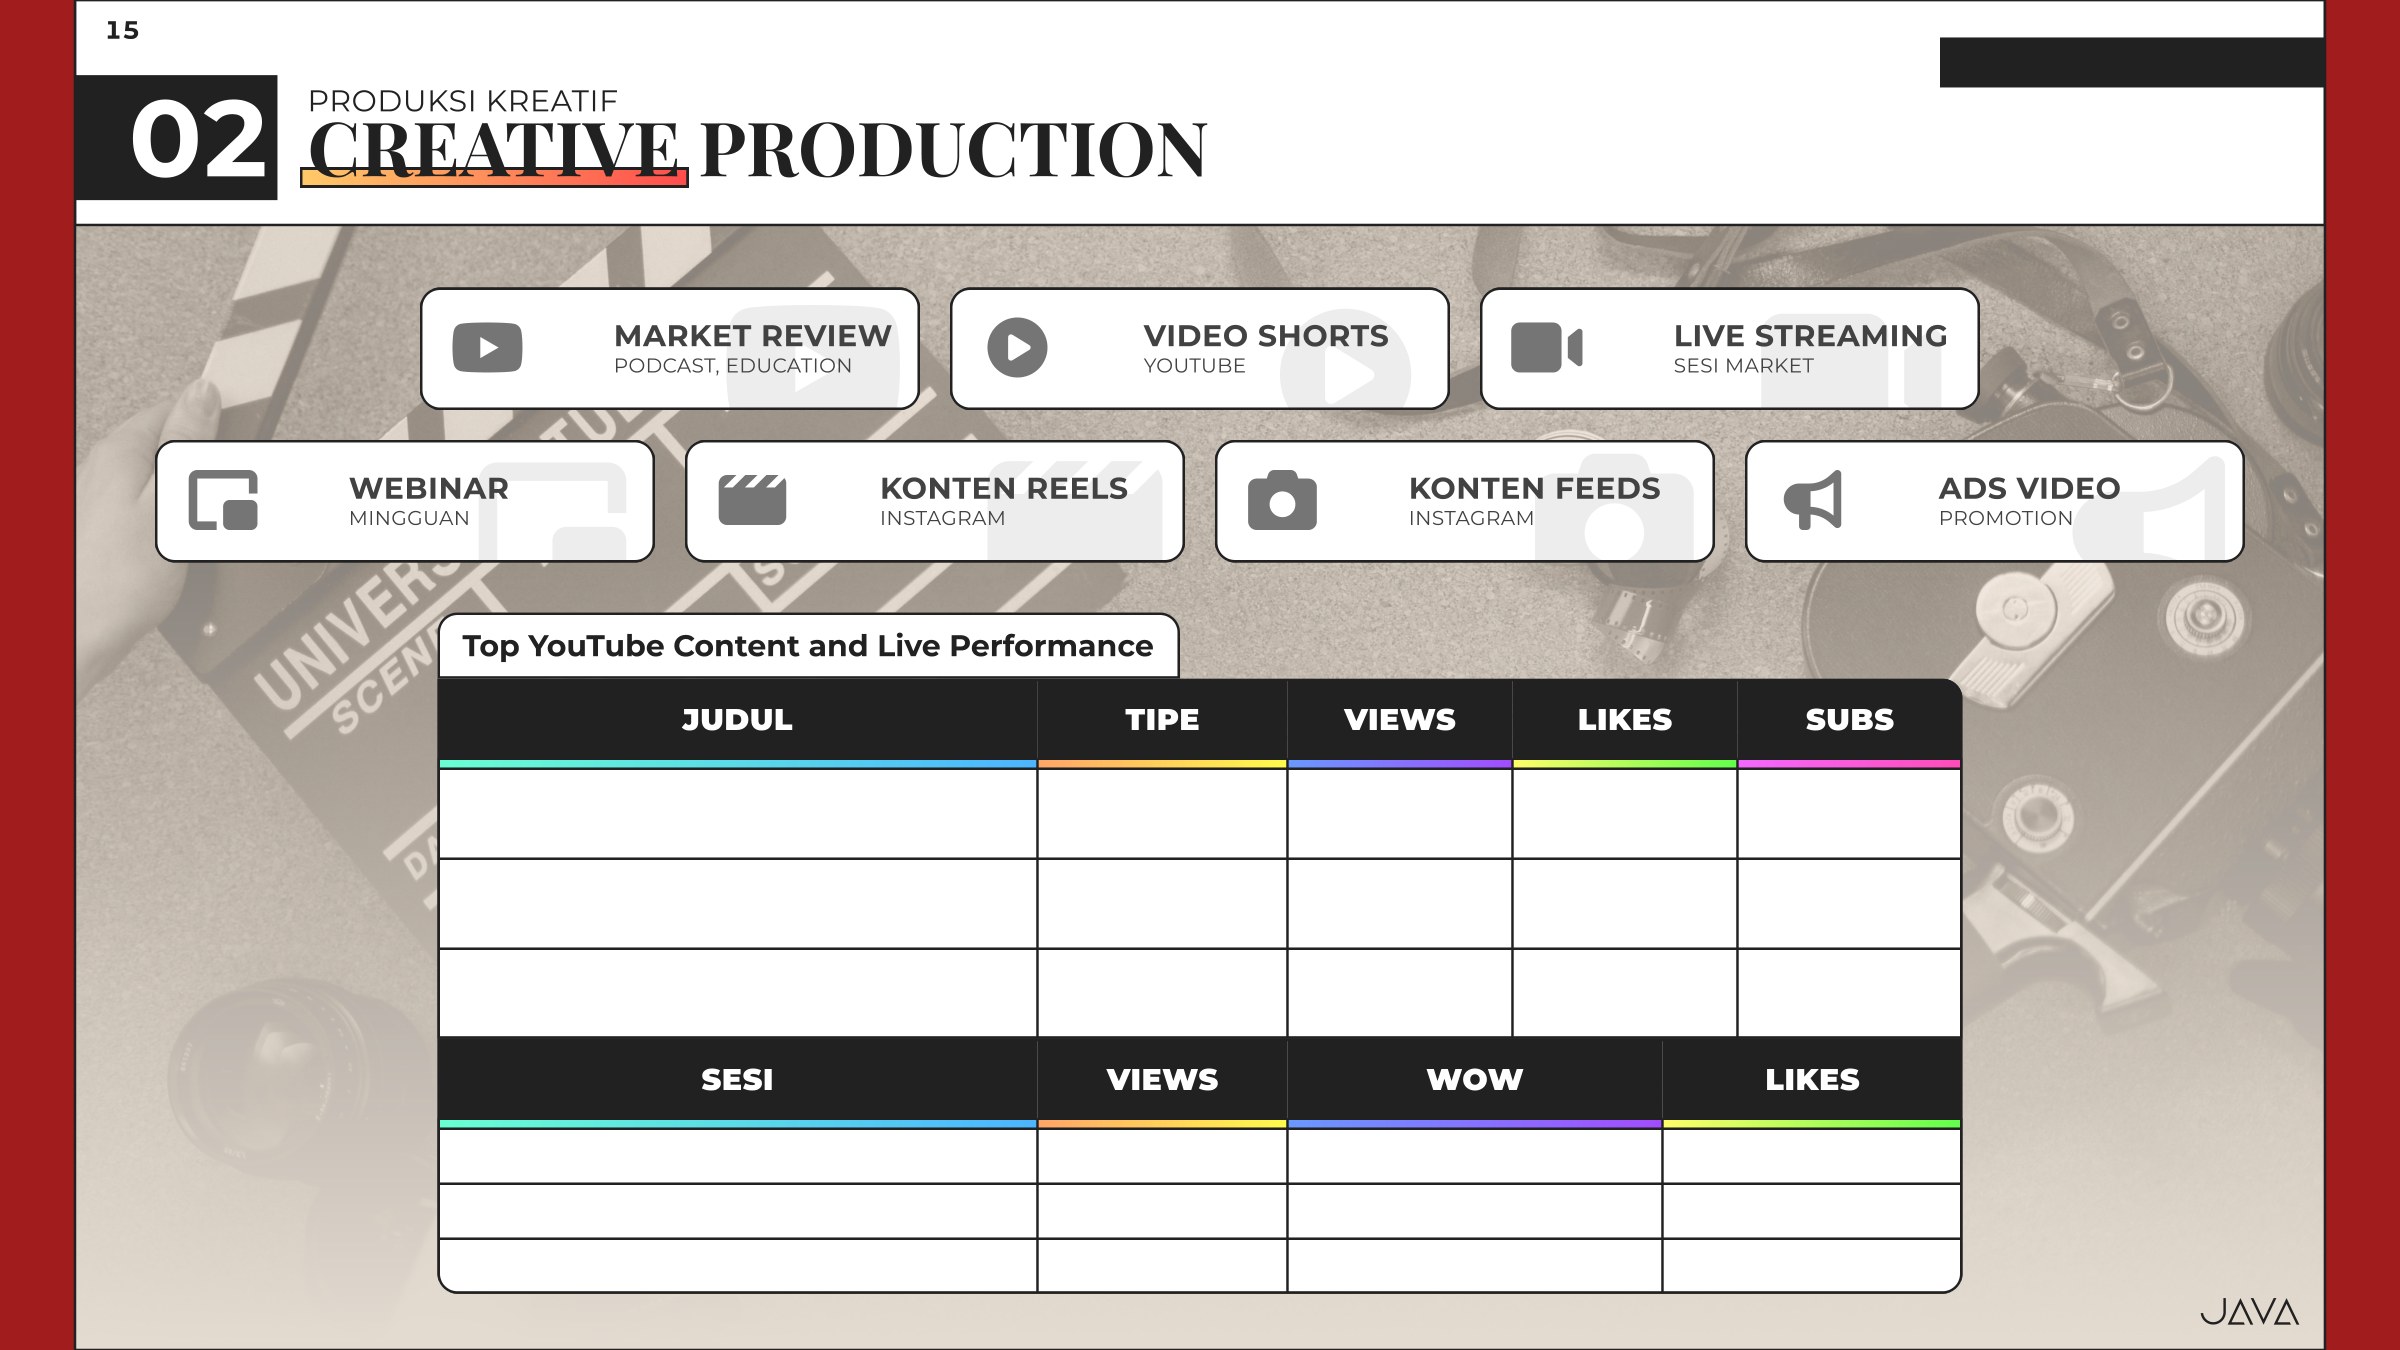 15
02
PRODUKSI KREATIF
CREATIVE PRODUCTION
MARKET REVIEW
PODCAST, EDUCATION
VIDEO SHORTS
YOUTUBE
LIVE STREAMING
SESI MARKET
WEBINAR
MINGGUAN
KONTEN REELS
INSTAGRAM
KONTEN FEEDS
INSTAGRAM
ADS VIDEO
PROMOTION
UNIVERS
SCEN
Top YouTube Content and Live Performance
JUDUL TIPE VIEWS LIKES SUBS
SESI VIEWS WOW LIKES
JAVA